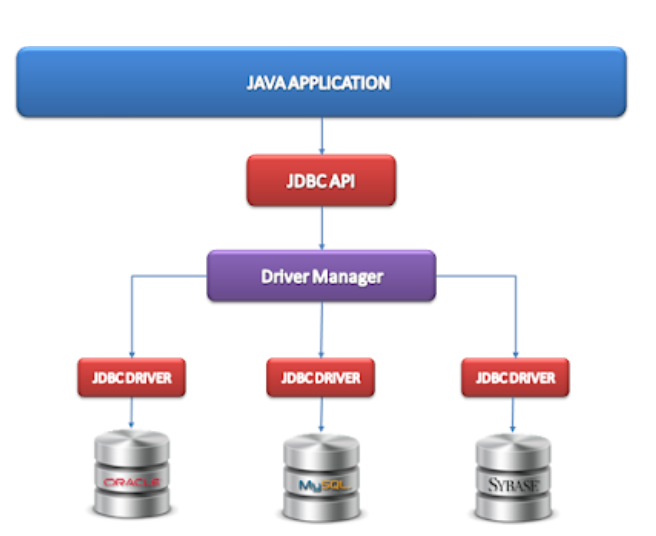 JAVA APPLICATION
JDBC API
Driver Manager
JDBC DRIVER
JDBC DRIVER
JDBC DRIVER
ORACLE
MySQL
SYBASE